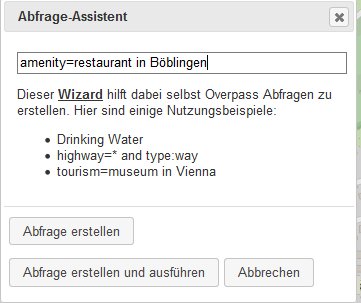 Abfrage-Assistent
amenity=restaurant in Böblingen
Dieser Wizard hilft dabei selbst Overpass Abfragen zu
erstellen. Hier sind einige Nutzungsbeispiele:
Drinking Water
highway=* and type:way
tourism=museum in Vienna
Abfrage erstellen
Abfrage erstellen und ausführen
Abbrechen